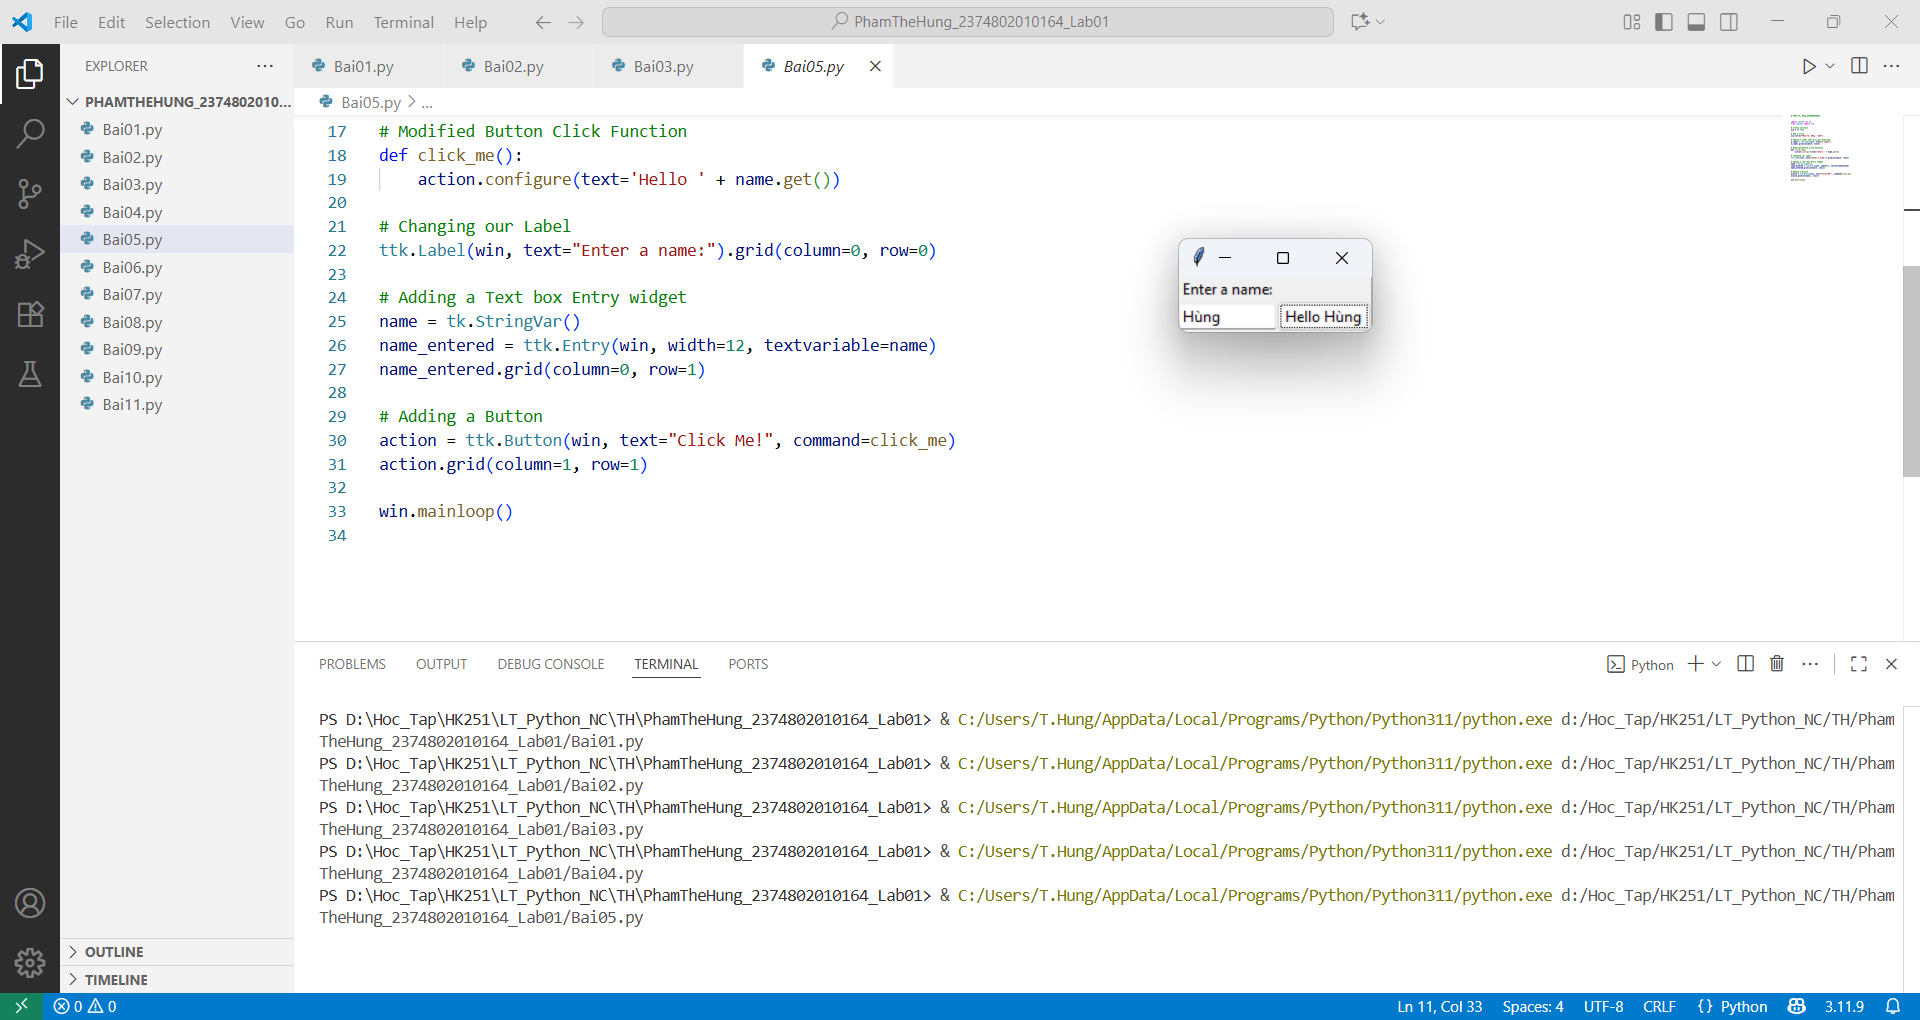 File Edit Selection View Go Run Terminal Help
PhamTheHung_2374802010164_Lab01
EXPLORER
Bai01.py
Bai02.py
Bai03.py
Bai05.py
PHAMTHEHUNG_2374802010...
Bai01.py
Bai02.py
Bai03.py
Bai04.py
Bai05.py
Bai06.py
Bai07.py
Bai08.py
Bai09.py
Bai10.py
Bai11.py
OUTLINE
TIMELINE
Bai05.py > ...
17 # Modified Button Click Function
18 def click_me():
19 action.configure(text='Hello ' + name.get())
20
21 # Changing our Label
22 ttk.Label(win, text="Enter a name:").grid(column=0, row=0)
23
24 # Adding a Text box Entry widget
25 name = tk.StringVar()
26 name_entered = ttk.Entry(win, width=12, textvariable=name)
27 name_entered.grid(column=0, row=1)
28
29 # Adding a Button
30 action = ttk.Button(win, text="Click Me!", command=click_me)
31 action.grid(column=1, row=1)
32
33 win.mainloop()
34
Enter a name:
Hùng Hello Hùng
PROBLEMS OUTPUT DEBUG CONSOLE TERMINAL PORTS
Python
PS D:\Hoc_Tap\HK251\LT_Python_NC\TH\PhamTheHung_2374802010164_Lab01> & C:/Users/T.Hung/AppData/Local/Programs/Python/Python311/python.exe d:/Hoc_Tap/HK251/LT_Python_NC/TH/Pham
TheHung_2374802010164_Lab01/Bai01.py
PS D:\Hoc_Tap\HK251\LT_Python_NC\TH\PhamTheHung_2374802010164_Lab01> & C:/Users/T.Hung/AppData/Local/Programs/Python/Python311/python.exe d:/Hoc_Tap/HK251/LT_Python_NC/TH/Pham
TheHung_2374802010164_Lab01/Bai02.py
PS D:\Hoc_Tap\HK251\LT_Python_NC\TH\PhamTheHung_2374802010164_Lab01> & C:/Users/T.Hung/AppData/Local/Programs/Python/Python311/python.exe d:/Hoc_Tap/HK251/LT_Python_NC/TH/Pham
TheHung_2374802010164_Lab01/Bai03.py
PS D:\Hoc_Tap\HK251\LT_Python_NC\TH\PhamTheHung_2374802010164_Lab01> & C:/Users/T.Hung/AppData/Local/Programs/Python/Python311/python.exe d:/Hoc_Tap/HK251/LT_Python_NC/TH/Pham
TheHung_2374802010164_Lab01/Bai04.py
PS D:\Hoc_Tap\HK251\LT_Python_NC\TH\PhamTheHung_2374802010164_Lab01> & C:/Users/T.Hung/AppData/Local/Programs/Python/Python311/python.exe d:/Hoc_Tap/HK251/LT_Python_NC/TH/Pham
TheHung_2374802010164_Lab01/Bai05.py
0 0 Ln 11, Col 33 Spaces: 4 UTF-8 CRLF {} Python 3.11.9